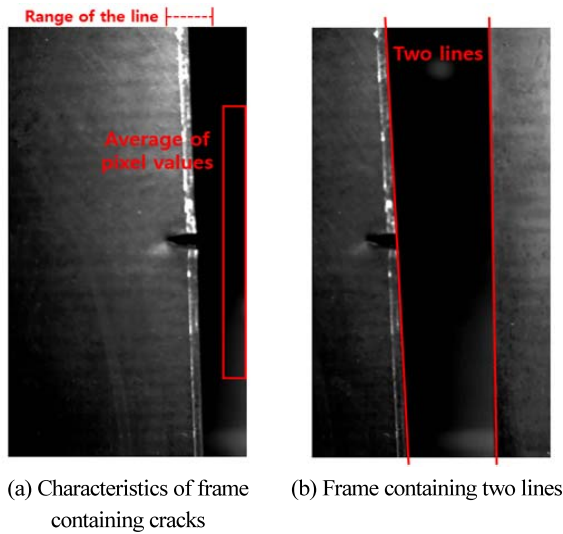 Range of the line
Average of
pixel values
Two lines
(a) Characteristics of frame
containing cracks
(b) Frame containing two lines